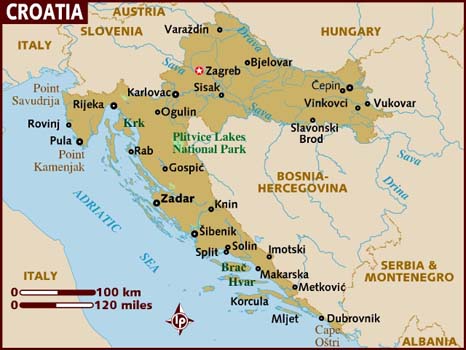 CROATIA
AUSTRIA
ITALY
SLOVENIA
HUNGARY
Varaždin
Drava
Bjelovar
Zagreb
Sava
Karlovac
Sisak
Čepin
Vinkovci
Vukovar
Point
Savudrija
Rijeka
Ogulin
Sava
Slavonski
Brod
Rovinj
Krk
Plitvice Lakes
National Park
Pula
Point
Kamenjak
Rab
Gospić
Sava
BOSNIA-
HERCEGOVINA
Drina
ADRIATIC
SEA
Zadar
Knin
Šibenik
Solin
Split
Imotski
Brač
Hvar
Makarska
SERBIA &
MONTENEGRO
ITALY
Metković
Korcula
Mljet
Dubrovnik
Cape
Oštri
ALBANIA
0 100 km
0 120 miles
LP